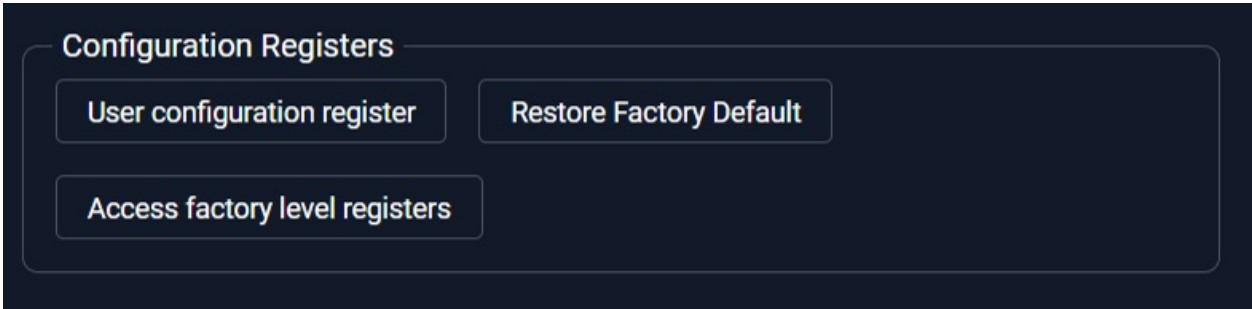 Configuration Registers
User configuration register
Restore Factory Default
Access factory level registers